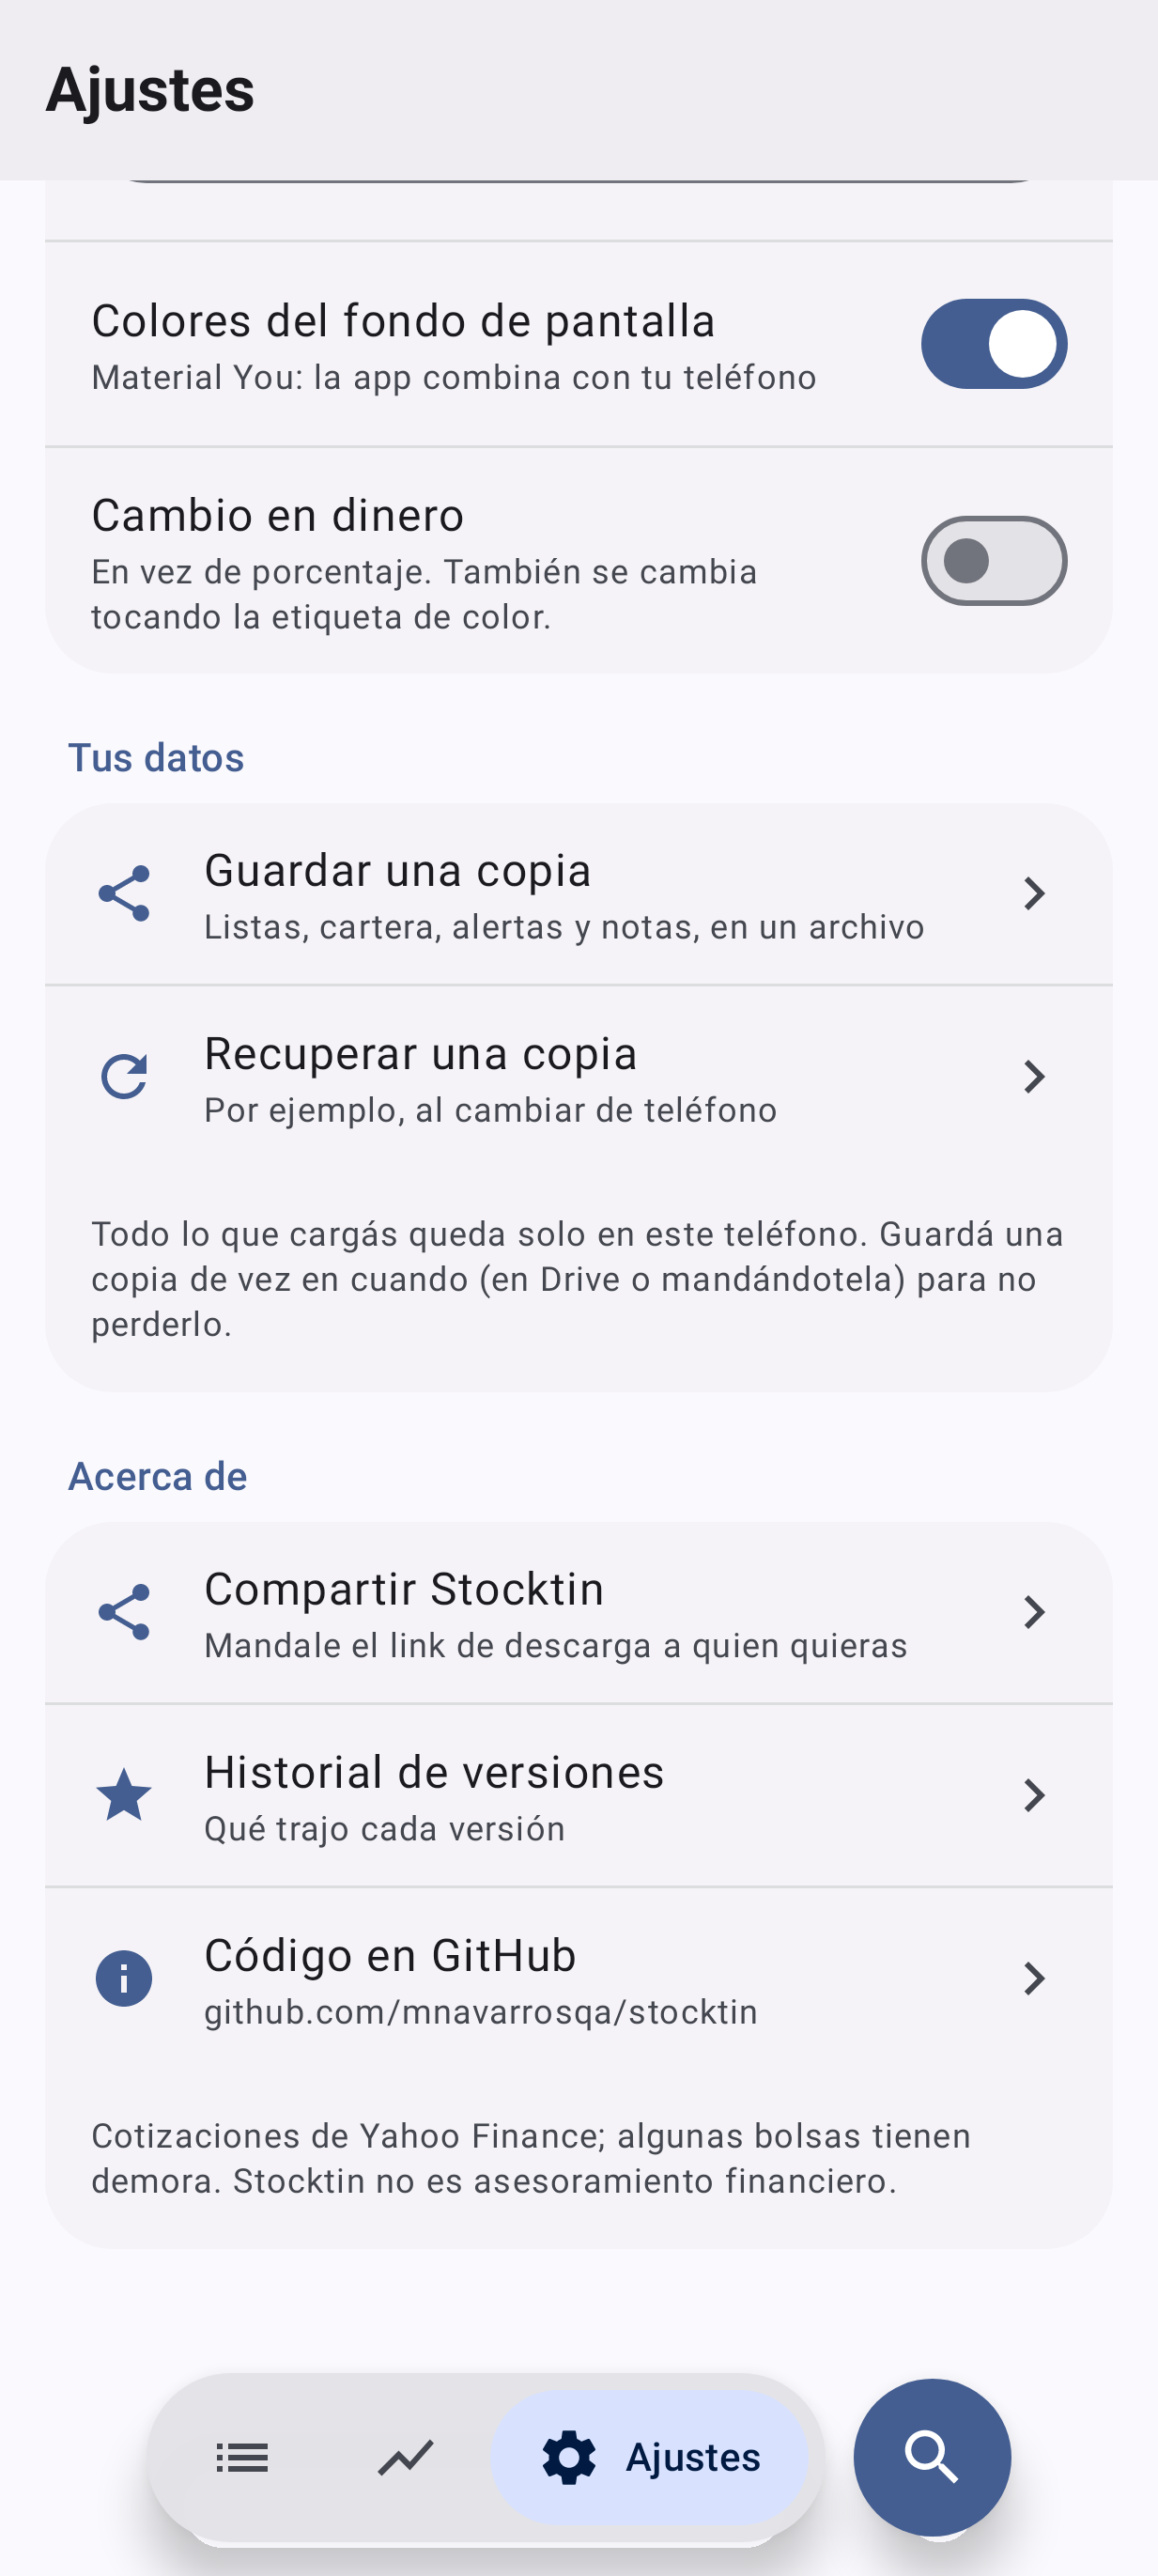 Ajustes
Colores del fondo de pantalla
Material You: la app combina con tu teléfono
Cambio en dinero
En vez de porcentaje. También se cambia
tocando la etiqueta de color.
Tus datos
Guardar una copia
Listas, cartera, alertas y notas, en un archivo
Recuperar una copia
Por ejemplo, al cambiar de teléfono
Todo lo que cargás queda solo en este teléfono. Guardá una
copia de vez en cuando (en Drive o mandándotela) para no
perderlo.
Acerca de
Compartir Stocktin
Mandale el link de descarga a quien quieras
Historial de versiones
Qué trajo cada versión
Código en GitHub
github.com/mnavarrosqa/stocktin
Cotizaciones de Yahoo Finance; algunas bolsas tienen
demora. Stocktin no es asesoramiento financiero.
Ajustes